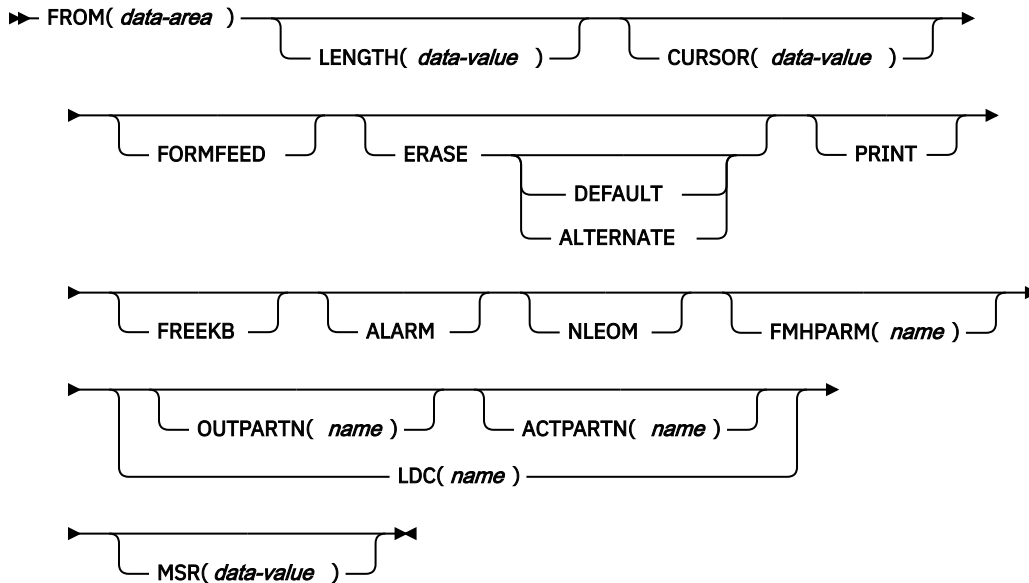 FROM( data-area )
LENGTH( data-value ) CURSOR( data-value )
FORMFEED ERASE PRINT
DEFAULT
ALTERNATE
FREEKB ALARM NLEOM FMHPARM( name )
OUTPARTN( name ) ACTPARTN( name )
LDC( name )
MSR( data-value )